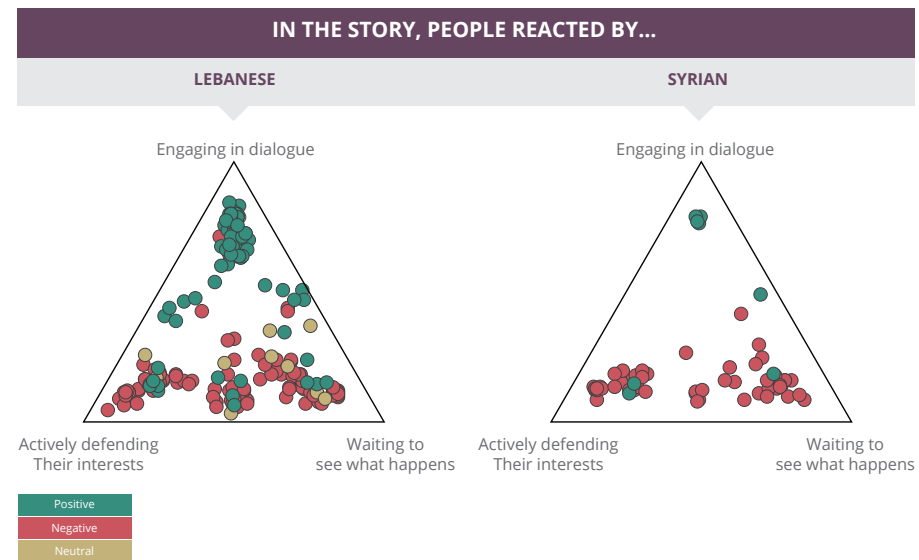 IN THE STORY, PEOPLE REACTED BY...
LEBANESE
SYRIAN
Engaging in dialogue
Engaging in dialogue
Actively defending
Their interests
Waiting to
see what happens
Actively defending
Their interests
Waiting to
see what happens
Positive
Negative
Neutral